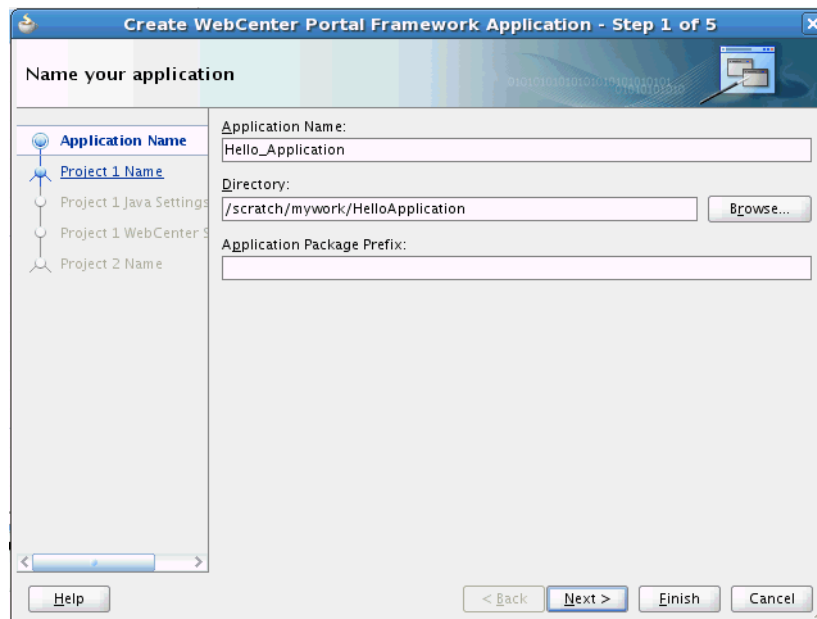 Create WebCenter Portal Framework Application - Step 1 of 5
Name your application
Application Name
Project 1 Name
Project 1 Java Settings
Project 1 WebCenter S
Project 2 Name
Application Name:
Hello_Application
Directory:
/scratch/mywork/HelloApplication
Browse...
Application Package Prefix:
Help
< Back
Next >
Finish
Cancel